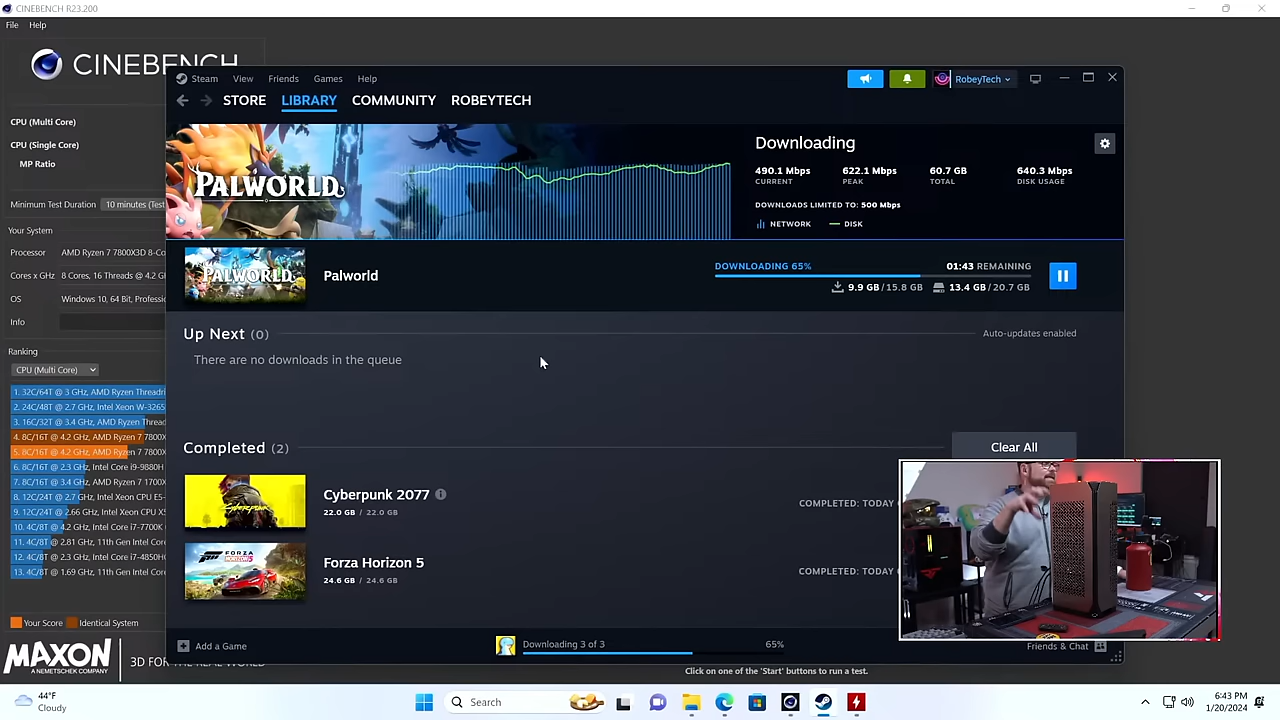 CINEBENCH R23.200
File Help
CINEBENCH
Steam View Friends Games Help
RobeyTech
STORE LIBRARY COMMUNITY ROBEYTECH
CPU (Multi Core)
CPU (Single Core)
MP Ratio
Minimum Test Duration 10 minutes (Test
Your System
Processor AMD Ryzen 7 7800X3D 8-Co
Cores x GHz 8 Cores, 16 Threads @ 4.2 G
OS Windows 10, 64 Bit, Professic
Info
Ranking
CPU (Multi Core)
1. 32C/64T @ 3 GHz, AMD Ryzen Threadri
2. 24C/48T @ 2.7 GHz, Intel Xeon W-3265
3. 16C/32T @ 3.4 GHz, AMD Ryzen Thread
4. 8C/16T @ 4.2 GHz, AMD Ryzen 7 7800X
5. 8C/16T @ 4.2 GHz, AMD Ryzen 7 7800X
6. 8C/16T @ 2.3 GHz, Intel Core i9-9880H
7. 8C/16T @ 3.4 GHz, AMD Ryzen 7 1700X
8. 12C/24T @ 2.7 GHz, Intel Xeon CPU E5-
9. 12C/24T @ 2.66 GHz, Intel Xeon CPU X5
10. 4C/8T @ 4.2 GHz, Intel Core i7-7700K
11. 4C/8T @ 2.81 GHz, 11th Gen Intel Core
12. 4C/8T @ 2.3 GHz, Intel Core i7-4850H
13. 4C/8T @ 1.69 GHz, 11th Gen Intel Core
Your Score Identical System
MAXON
A NEMETSCHEK COMPANY
3D FOR THE REAL WORLD
PALWORLD
Downloading
490.1 Mbps 622.1 Mbps 60.7 GB 640.3 Mbps
CURRENT PEAK TOTAL DISK USAGE
DOWNLOADS LIMITED TO: 500 Mbps
NETWORK DISK
PALWORLD
Palworld
DOWNLOADING 65% 01:43 REMAINING
9.9 GB / 15.8 GB 13.4 GB / 20.7 GB
Up Next (0)
Auto-updates enabled
There are no downloads in the queue
Completed (2)
Clear All
Cyberpunk 2077
22.0 GB / 22.0 GB
COMPLETED: TODAY
FORZA HORIZON 5
Forza Horizon 5
24.6 GB / 24.6 GB
COMPLETED: TODAY
Add a Game
Downloading 3 of 3 65%
Friends & Chat
Click on one of the 'Start' buttons to run a test.
44°F
Cloudy
Search
6:43 PM
1/20/2024